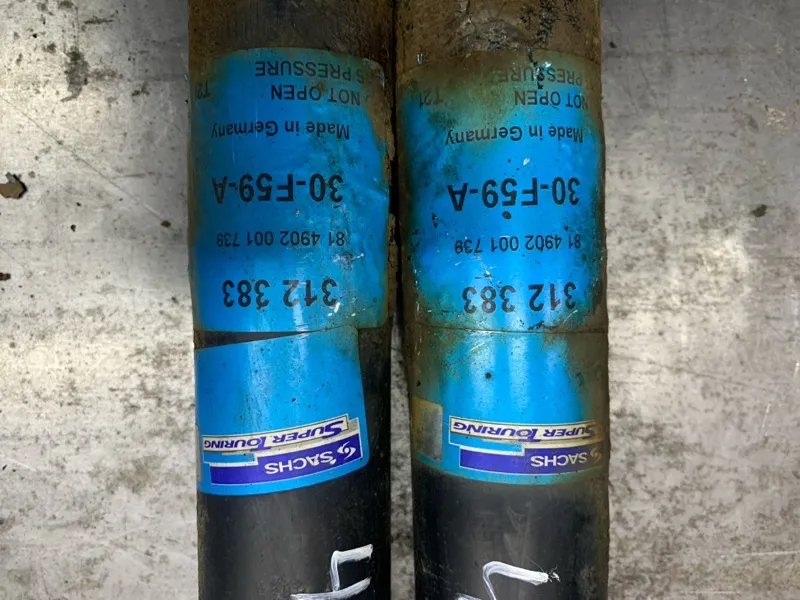 SACHS
SUPER TOURING
312 383
81 4902 001 739
30-F59-A
Made in Germany
NOT OPEN
S PRESSURE
SACHS
SUPER TOURING
312 383
81 4902 001 739
30-F59-A
Made in Germany
T21
NOT OPEN
PRESSURE